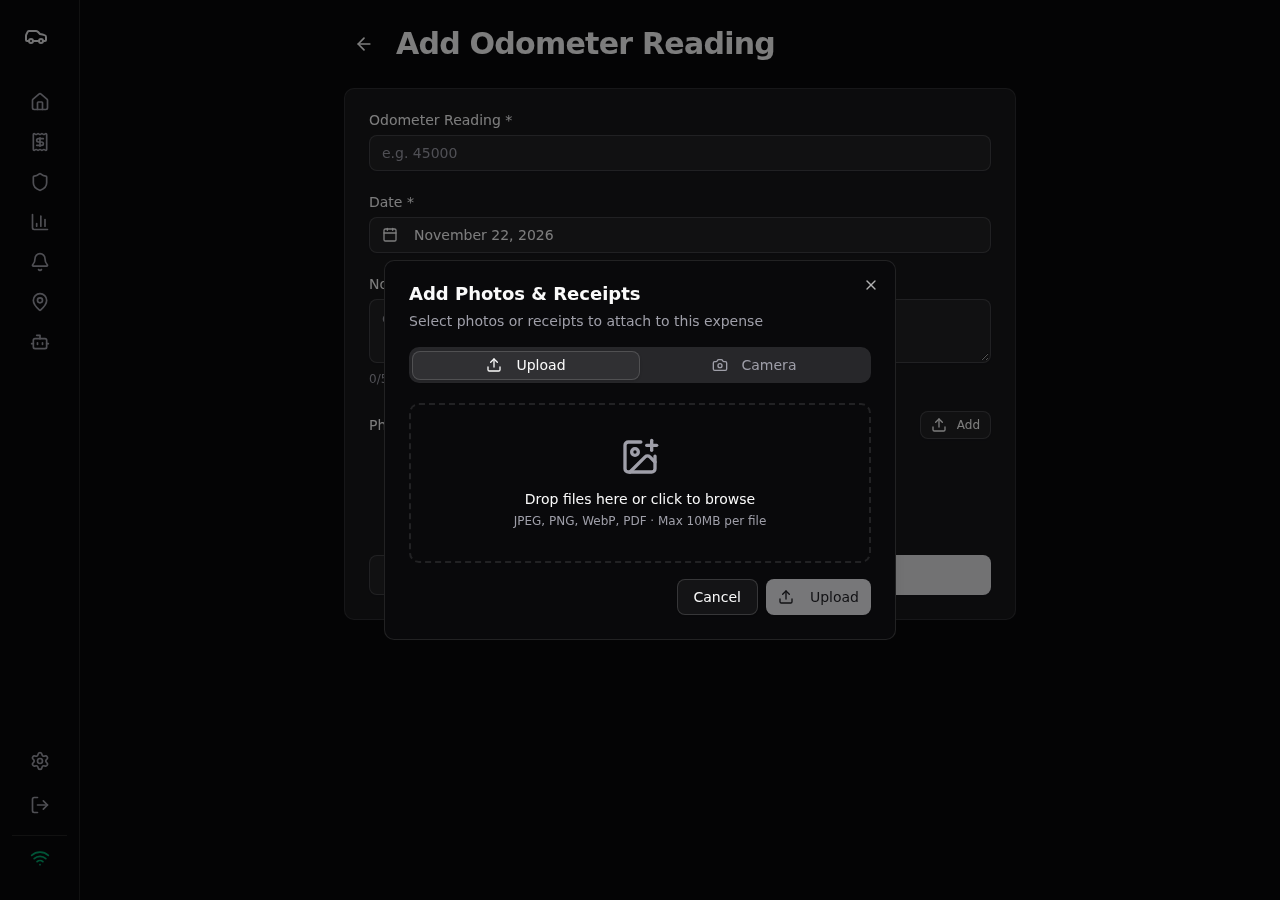 Add Odometer Reading
Odometer Reading *
e.g. 45000
Date *
November 22, 2026
Add Photos & Receipts
Select photos or receipts to attach to this expense
Upload
Camera
Add
Drop files here or click to browse
JPEG, PNG, WebP, PDF · Max 10MB per file
Cancel
Upload